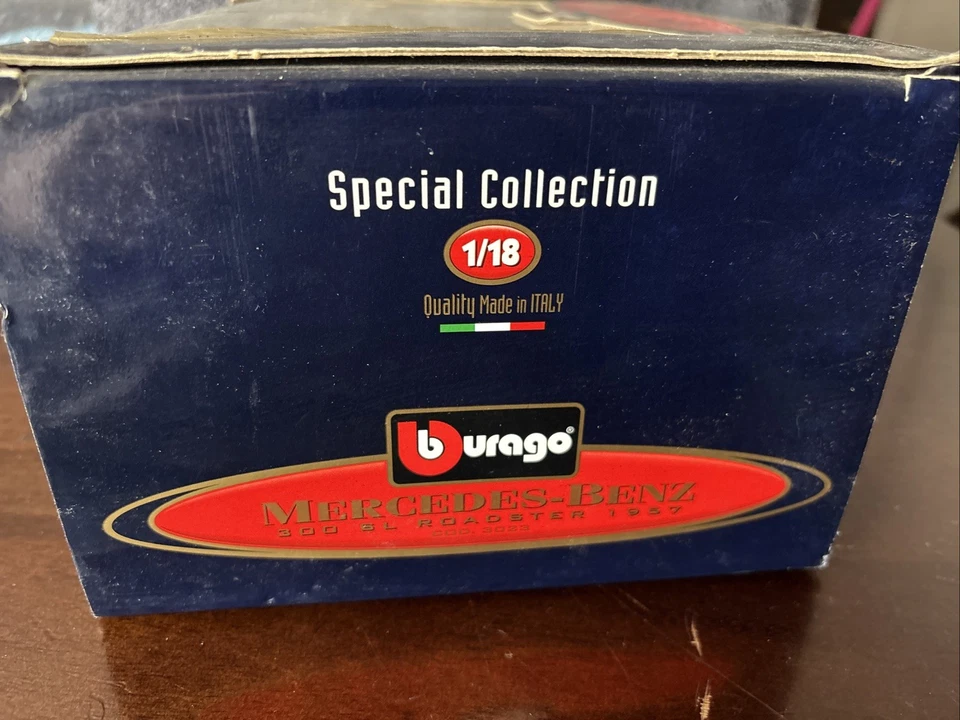 Special Collection
1/18
Quality Made in ITALY
burago®
MERCEDES-BENZ
300 SL ROADSTER 1957